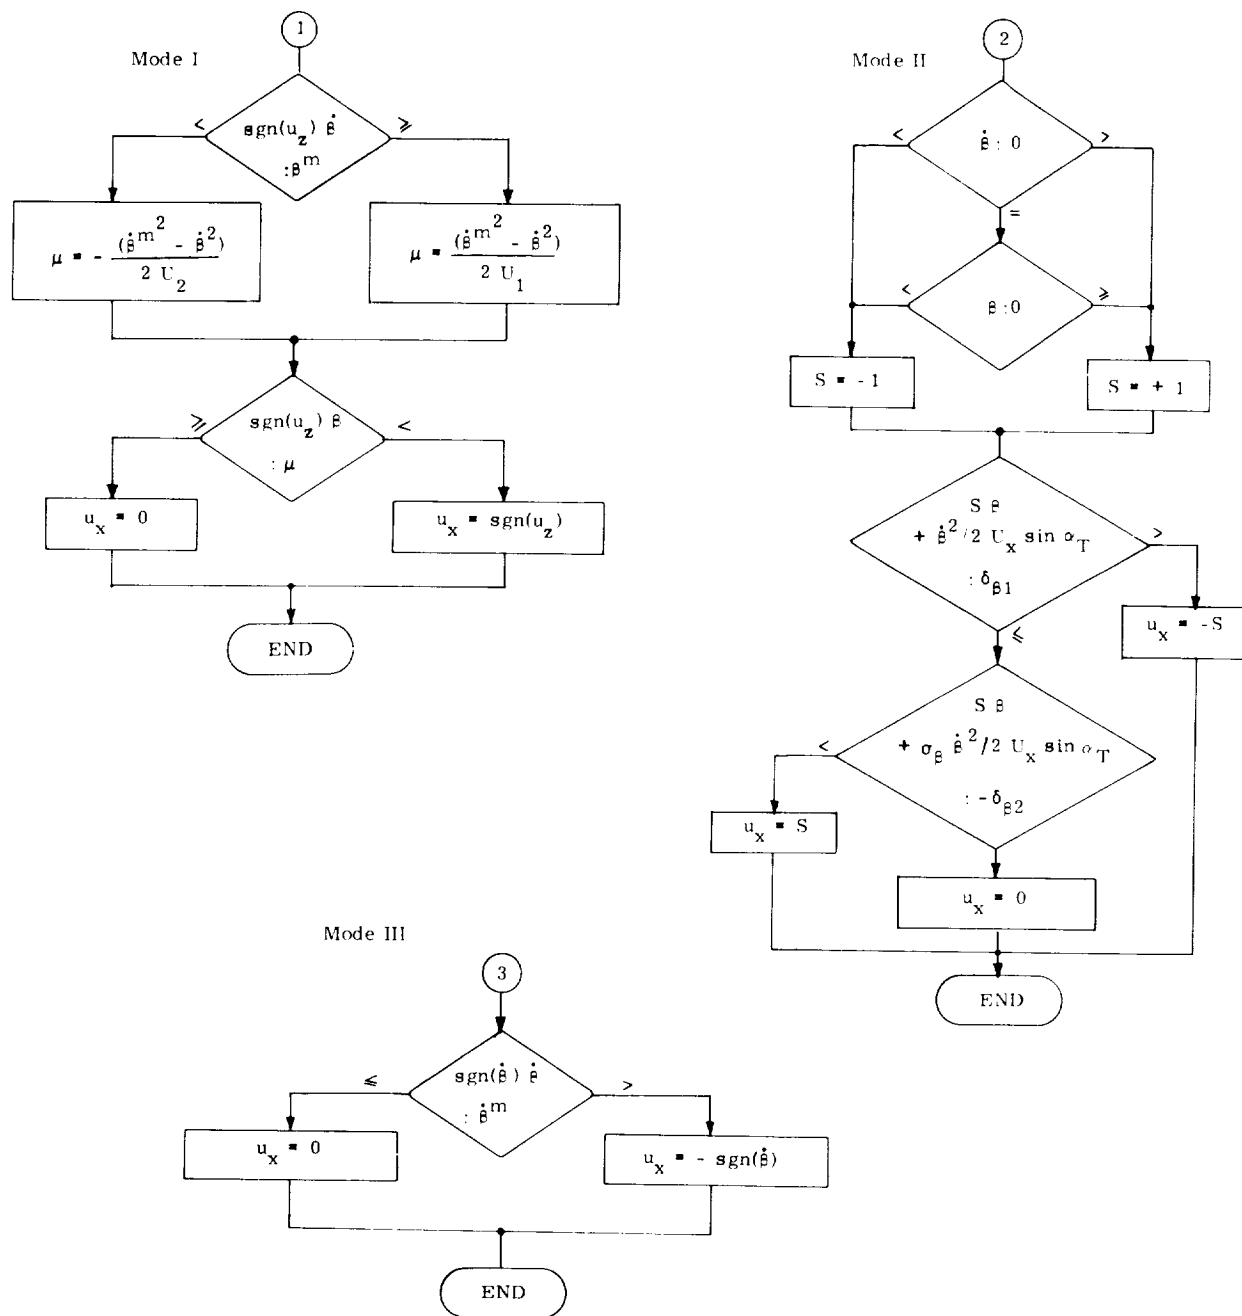 Mode I
1
sgn(u_z) β̇
: β^m
<
≥
μ = - (β̇^m² - β̇²) / 2 U_2
μ = (β̇^m² - β̇²) / 2 U_1
sgn(u_z) β
: μ
≥
<
u_x = 0
u_x = sgn(u_z)
END
Mode II
2
β̇ : 0
<
>
=
β : 0
<
≥
S = - 1
S = + 1
S β
+ β̇²/2 U_x sin α_T
: δ_β1
>
≤
u_x = -S
S β
+ σ_β β̇²/2 U_x sin α_T
: -δ_β2
<
u_x = S
u_x = 0
END
Mode III
3
sgn(β̇) β̇
: β̇^m
≤
>
u_x = 0
u_x = - sgn(β̇)
END